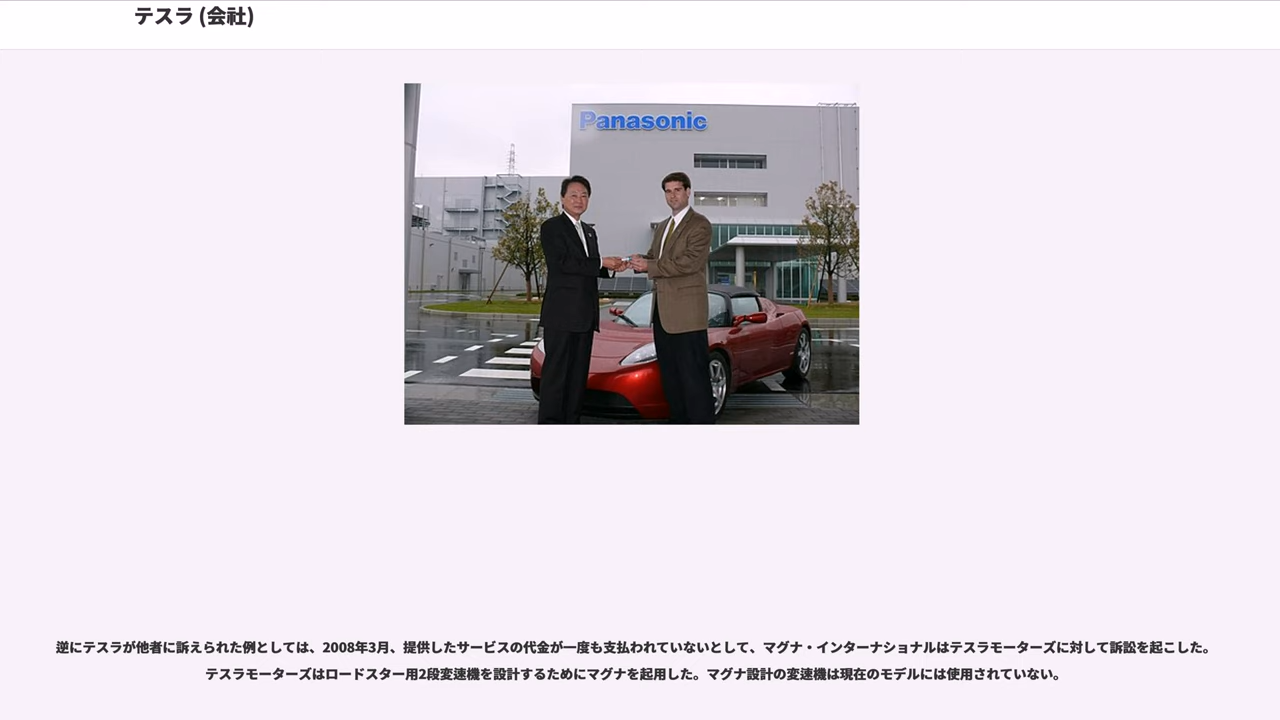 テスラ (会社)
Panasonic
逆にテスラが他者に訴えられた例としては、2008年3月、提供したサービスの代金が一度も支払われていないとして、マグナ・インターナショナルはテスラモーターズに対して訴訟を起こした。
テスラモーターズはロードスター用2段変速機を設計するためにマグナを起用した。マグナ設計の変速機は現在のモデルには使用されていない。